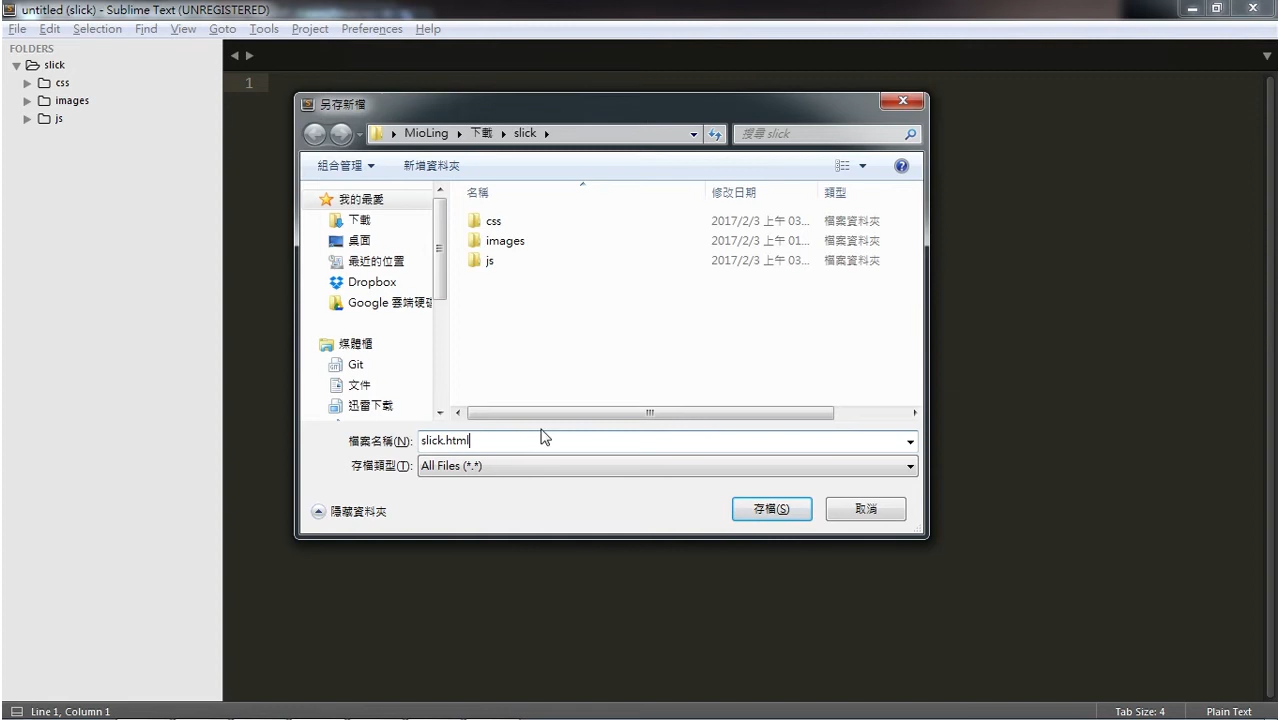 untitled (slick) - Sublime Text (UNREGISTERED)
File Edit Selection Find View Goto Tools Project Preferences Help
FOLDERS
slick
css
images
js
1
另存新檔
MioLing 下載 slick
搜尋 slick
組合管理 新增資料夾
名稱 修改日期 類型
我的最愛
下載
桌面
最近的位置
Dropbox
Google 雲端硬碟
媒體櫃
Git
文件
迅雷下載
css 2017/2/3 上午 03... 檔案資料夾
images 2017/2/3 上午 01... 檔案資料夾
js 2017/2/3 上午 03... 檔案資料夾
檔案名稱(N): slick.html
存檔類型(T): All Files (*.*)
隱藏資料夾
存檔(S) 取消
Line 1, Column 1 Tab Size: 4 Plain Text